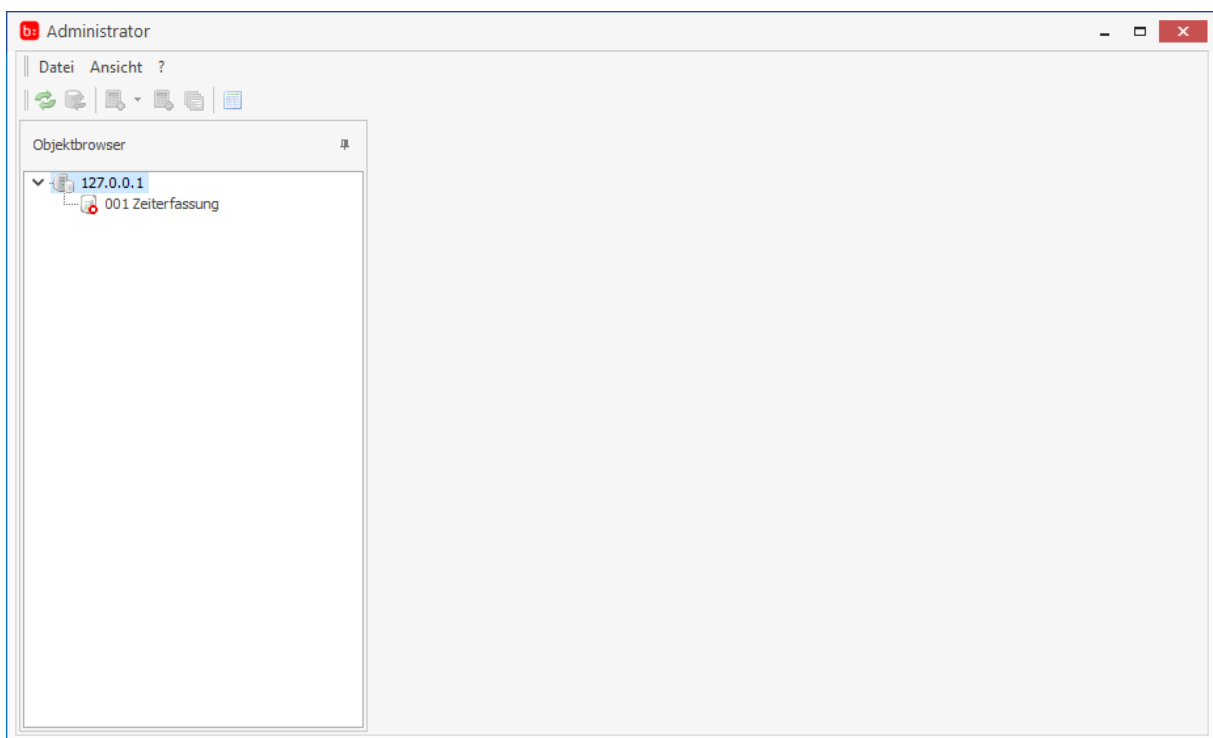 b: Administrator
Datei Ansicht ?
Objektbrowser
127.0.0.1
001 Zeiterfassung